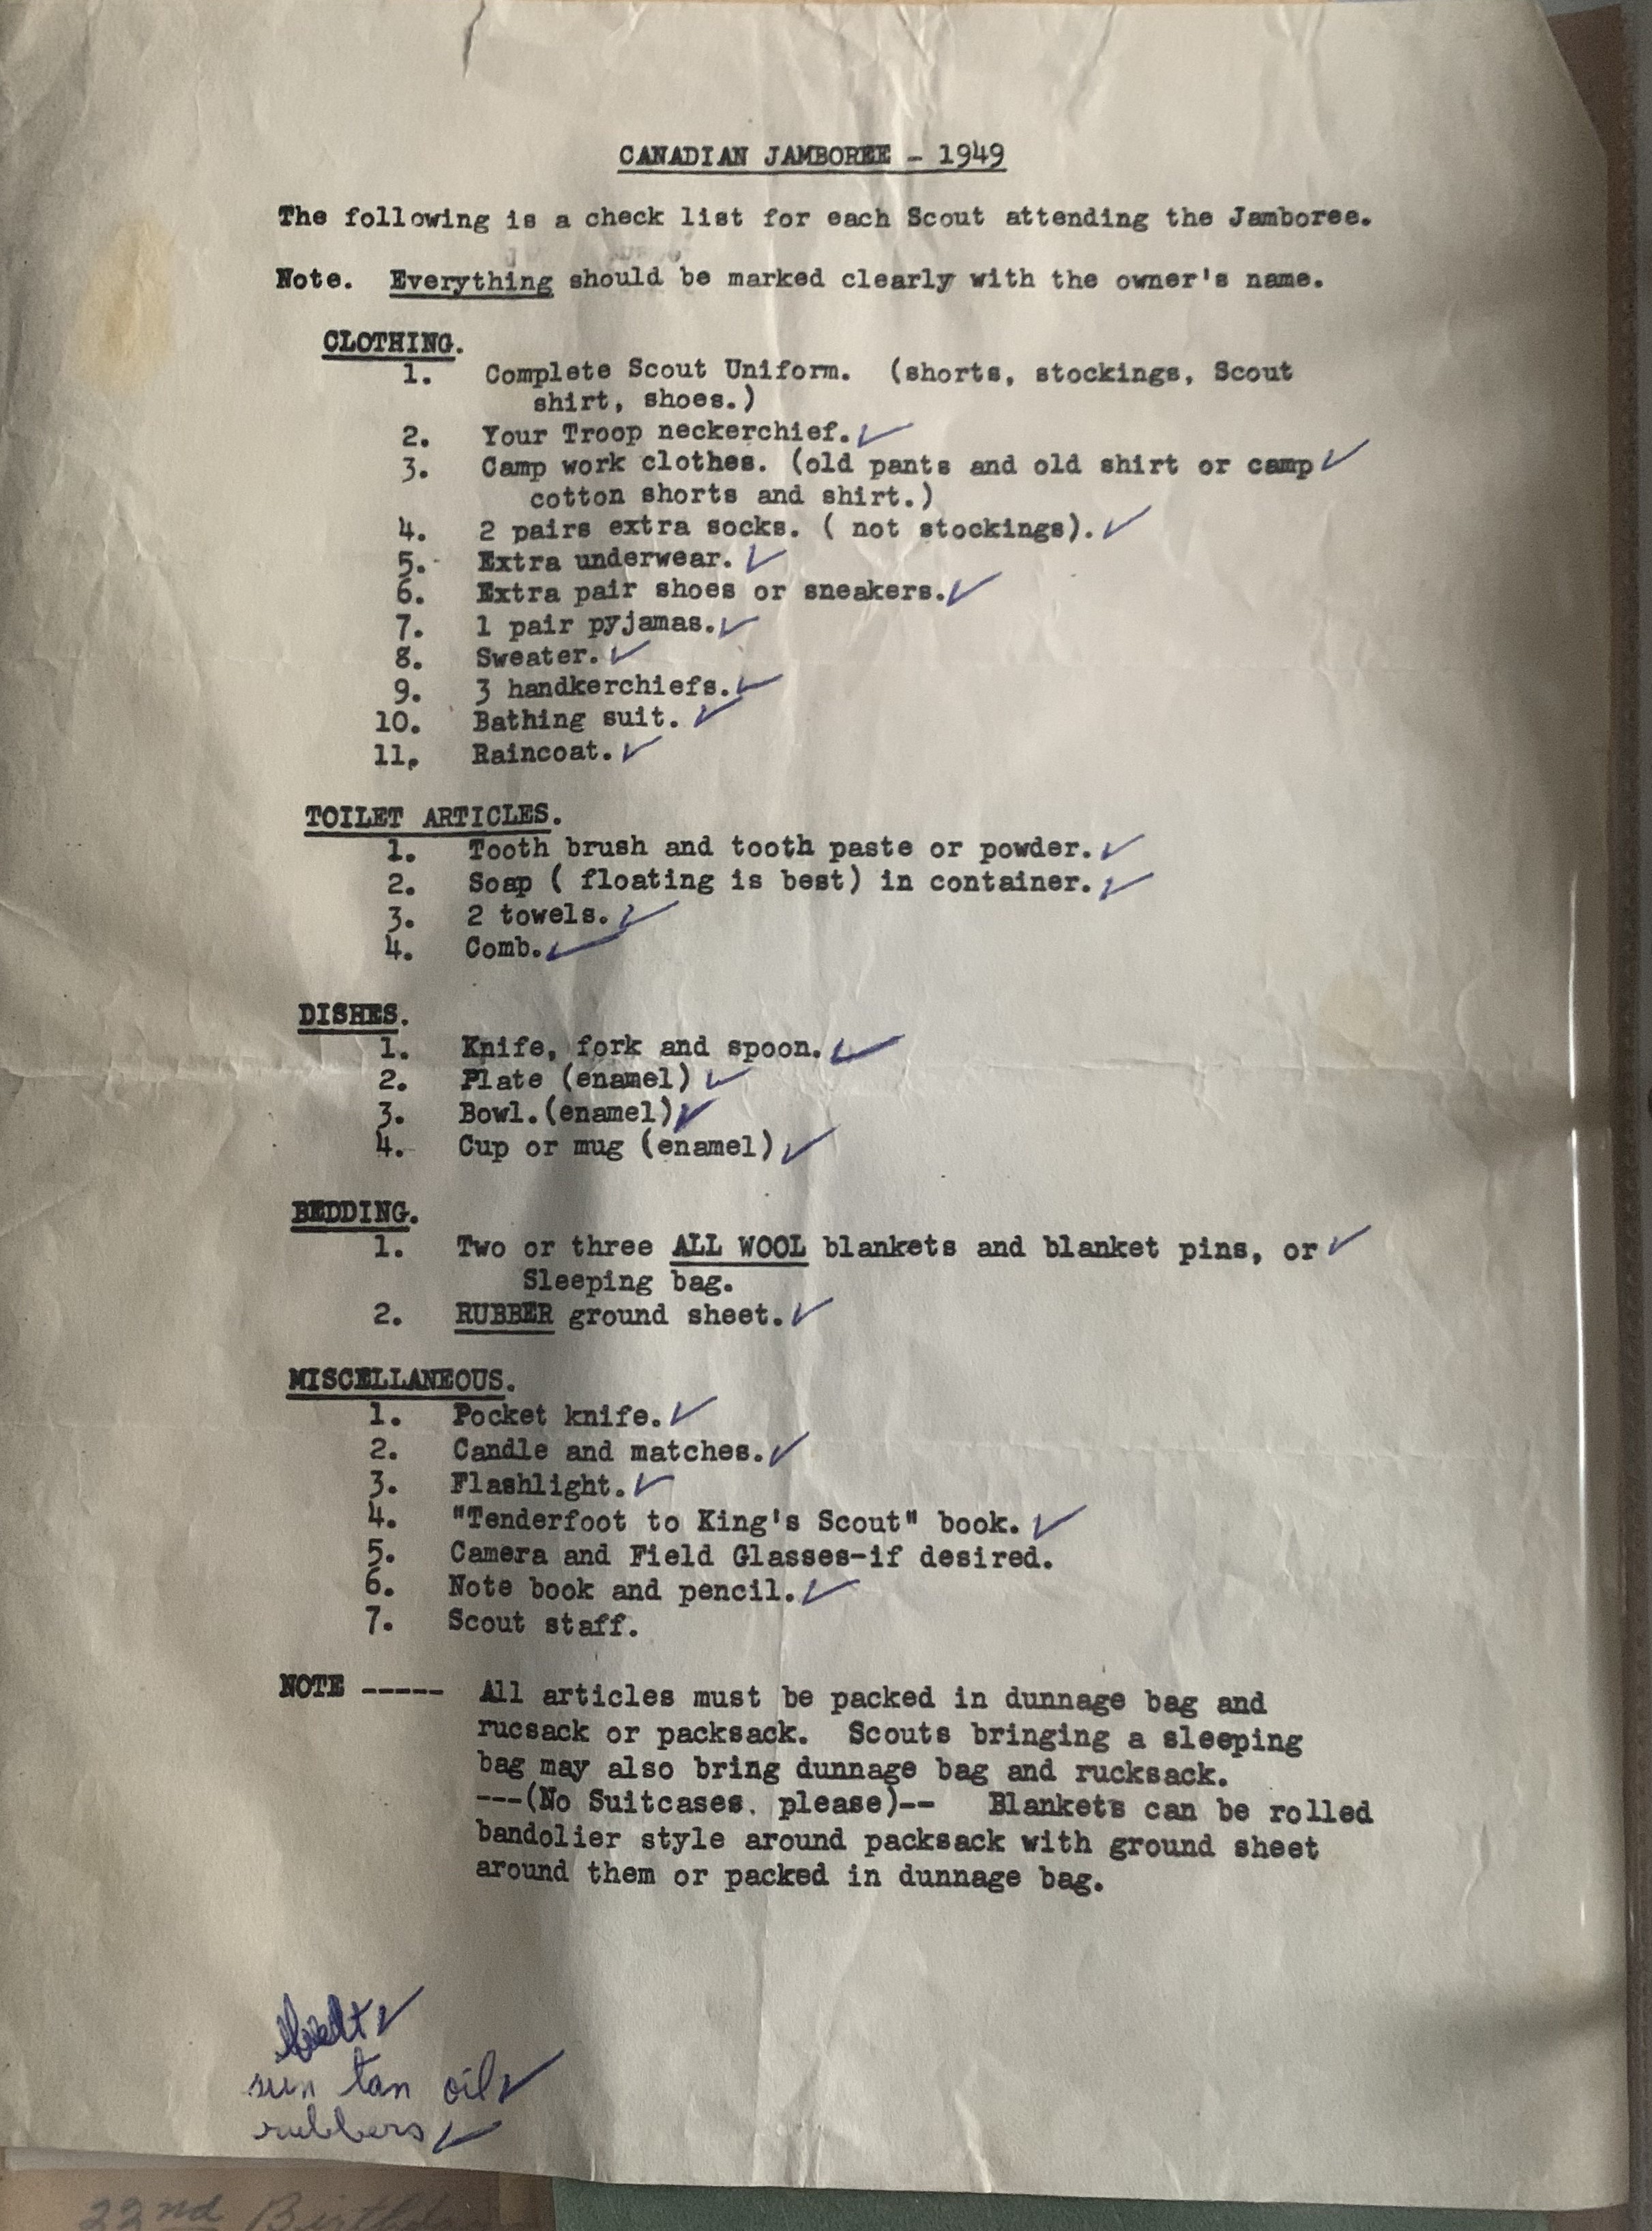 CANADIAN JAMBOREE - 1949
The following is a check list for each Scout attending the Jamboree.
Note. Everything should be marked clearly with the owner's name.
CLOTHING.
1. Complete Scout Uniform. (shorts, stockings, Scout
shirt, shoes.)
2. Your Troop neckerchief. ✓
3. Camp work clothes. (old pants and old shirt or camp ✓
cotton shorts and shirt.)
4. 2 pairs extra socks. ( not stockings). ✓
5. Extra underwear. ✓
6. Extra pair shoes or sneakers. ✓
7. 1 pair pyjamas. ✓
8. Sweater. ✓
9. 3 handkerchiefs. ✓
10. Bathing suit. ✓
11. Raincoat. ✓
TOILET ARTICLES.
1. Tooth brush and tooth paste or powder. ✓
2. Soap ( floating is best) in container. ✓
3. 2 towels. ✓
4. Comb. ✓
DISHES.
1. Knife, fork and spoon. ✓
2. Plate (enamel) ✓
3. Bowl.(enamel) ✓
4. Cup or mug (enamel) ✓
BEDDING.
1. Two or three ALL WOOL blankets and blanket pins, or ✓
Sleeping bag.
2. RUBBER ground sheet. ✓
MISCELLANEOUS.
1. Pocket knife. ✓
2. Candle and matches. ✓
3. Flashlight. ✓
4. "Tenderfoot to King's Scout" book. ✓
5. Camera and Field Glasses-if desired.
6. Note book and pencil. ✓
7. Scout staff.
NOTE ----- All articles must be packed in dunnage bag and
rucsack or packsack. Scouts bringing a sleeping
bag may also bring dunnage bag and rucksack.
---(No Suitcases, please)-- Blankets can be rolled
bandolier style around packsack with ground sheet
around them or packed in dunnage bag.
✓
sun tan oil ✓
rubbers ✓
22nd